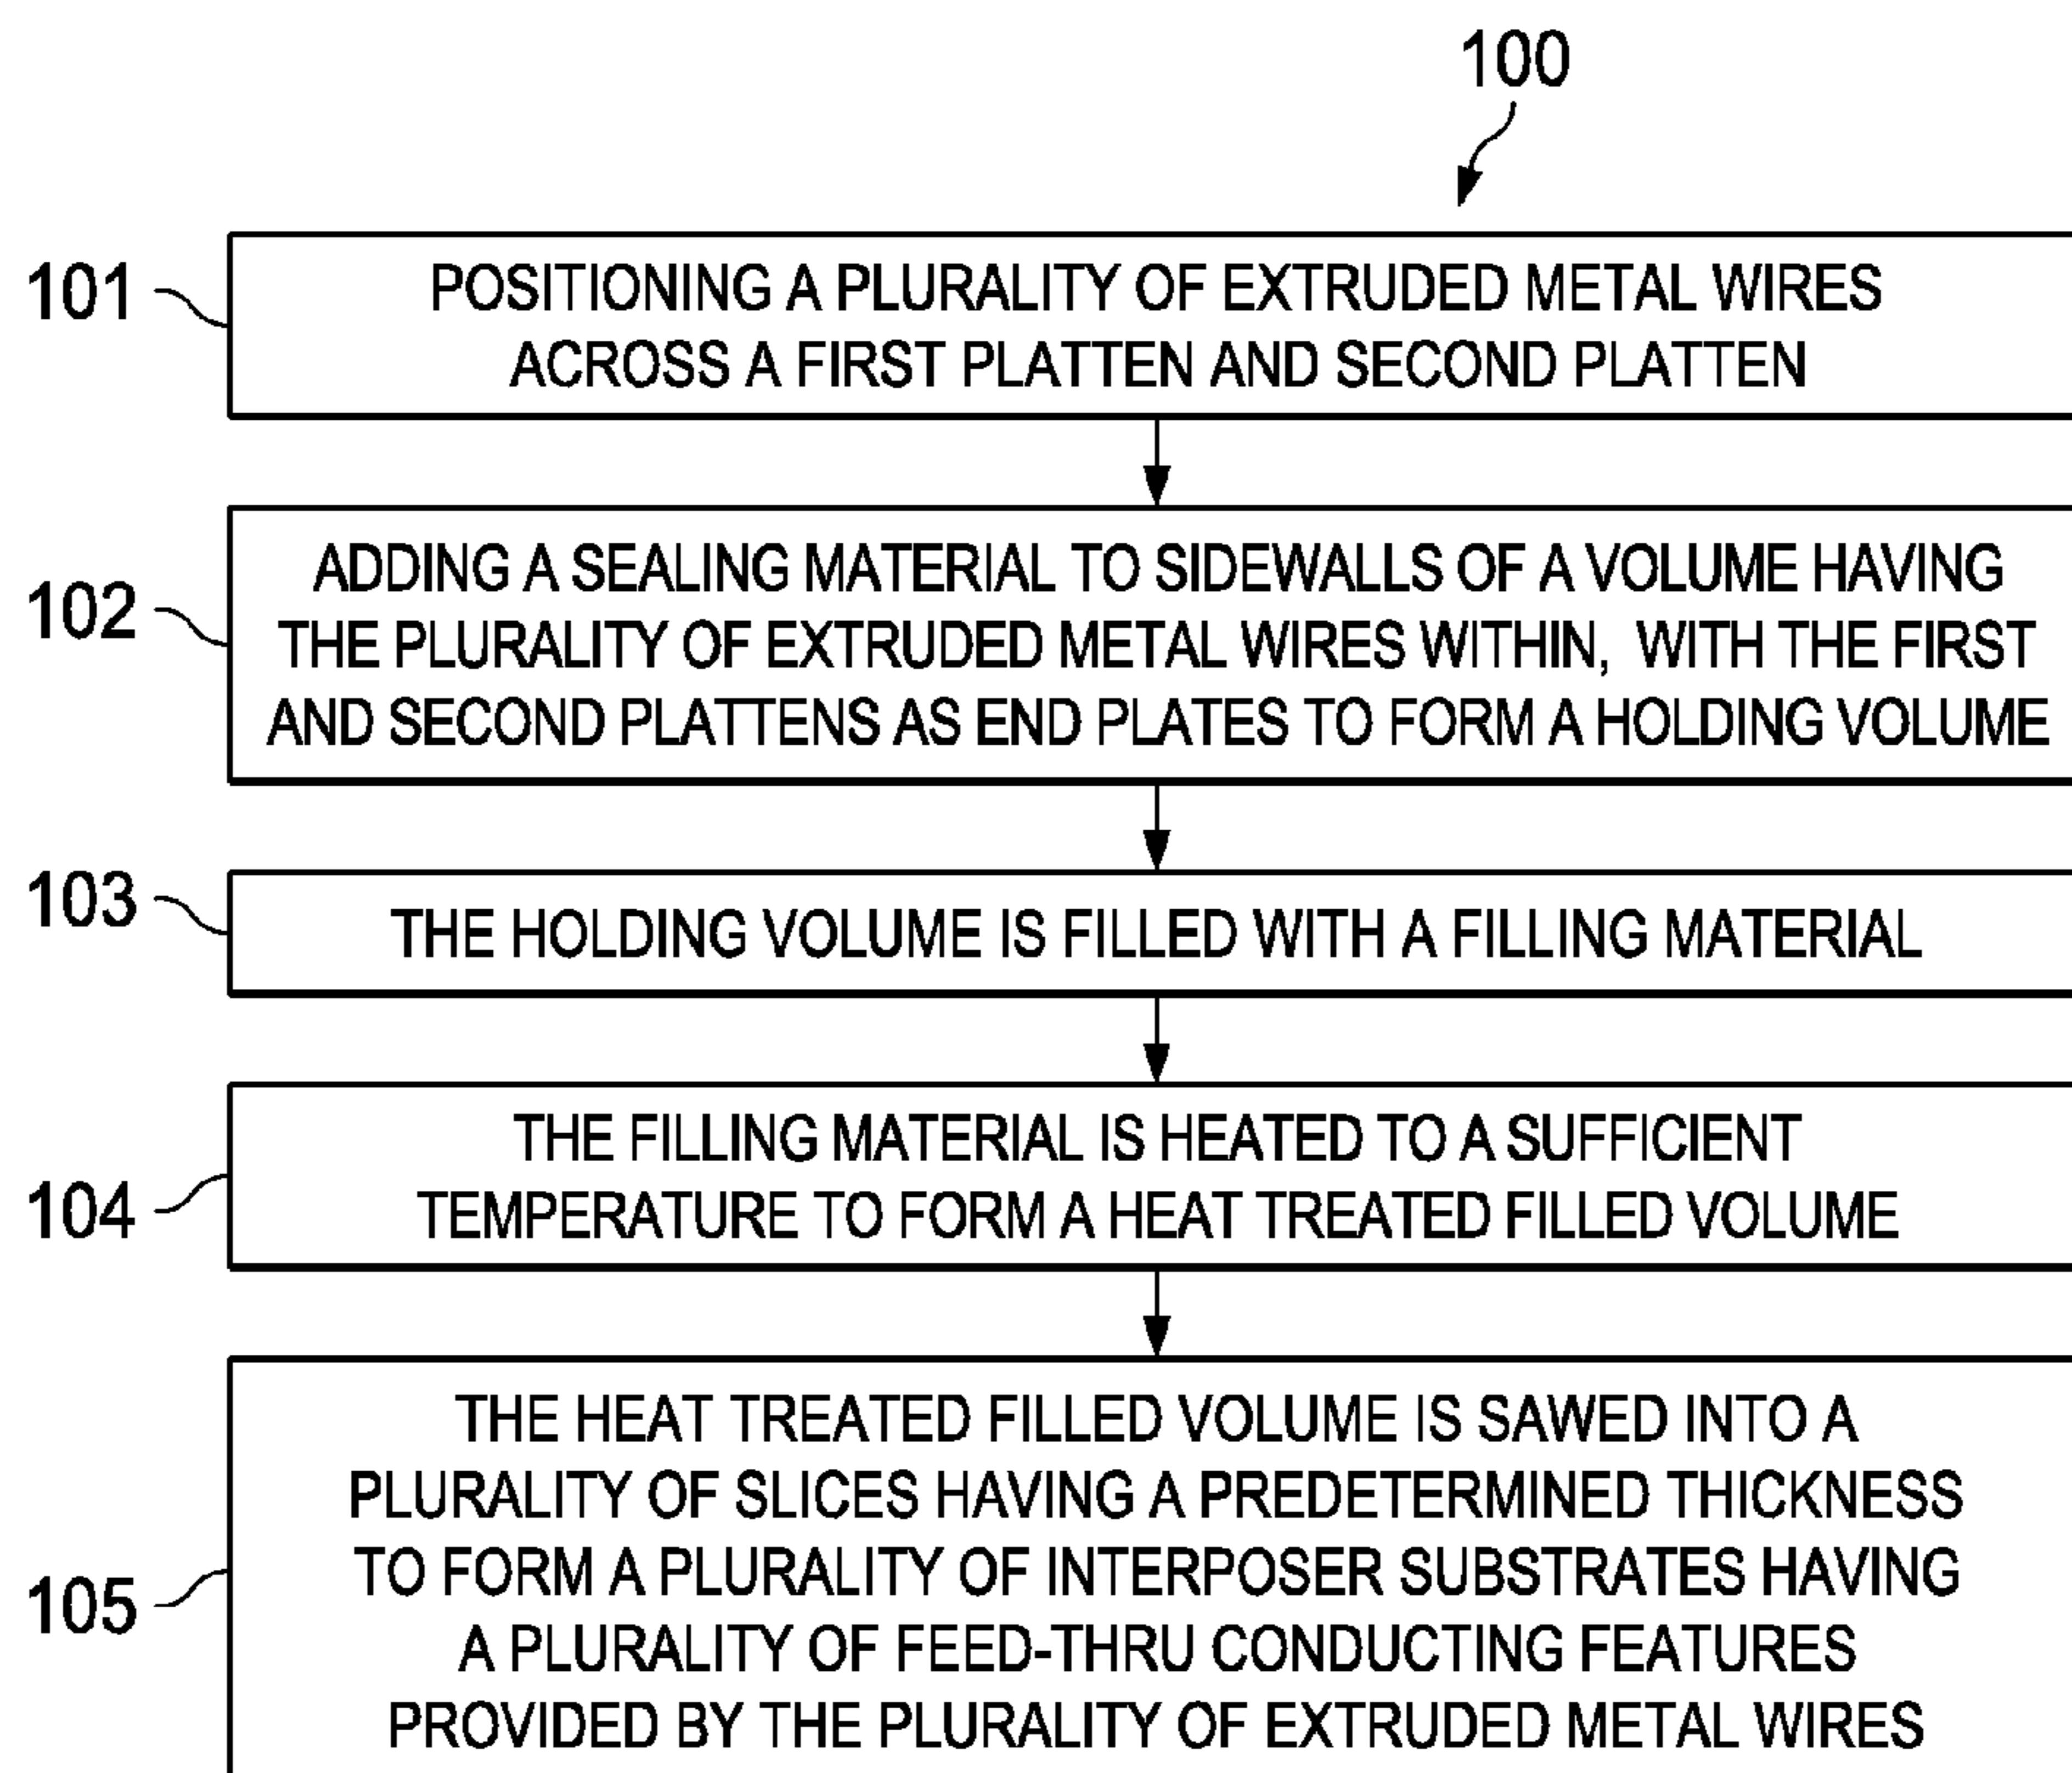 100
101
POSITIONING A PLURALITY OF EXTRUDED METAL WIRES
ACROSS A FIRST PLATTEN AND SECOND PLATTEN
102
ADDING A SEALING MATERIAL TO SIDEWALLS OF A VOLUME HAVING
THE PLURALITY OF EXTRUDED METAL WIRES WITHIN, WITH THE FIRST
AND SECOND PLATTENS AS END PLATES TO FORM A HOLDING VOLUME
103
THE HOLDING VOLUME IS FILLED WITH A FILLING MATERIAL
104
THE FILLING MATERIAL IS HEATED TO A SUFFICIENT
TEMPERATURE TO FORM A HEAT TREATED FILLED VOLUME
105
THE HEAT TREATED FILLED VOLUME IS SAWED INTO A
PLURALITY OF SLICES HAVING A PREDETERMINED THICKNESS
TO FORM A PLURALITY OF INTERPOSER SUBSTRATES HAVING
A PLURALITY OF FEED-THRU CONDUCTING FEATURES
PROVIDED BY THE PLURALITY OF EXTRUDED METAL WIRES